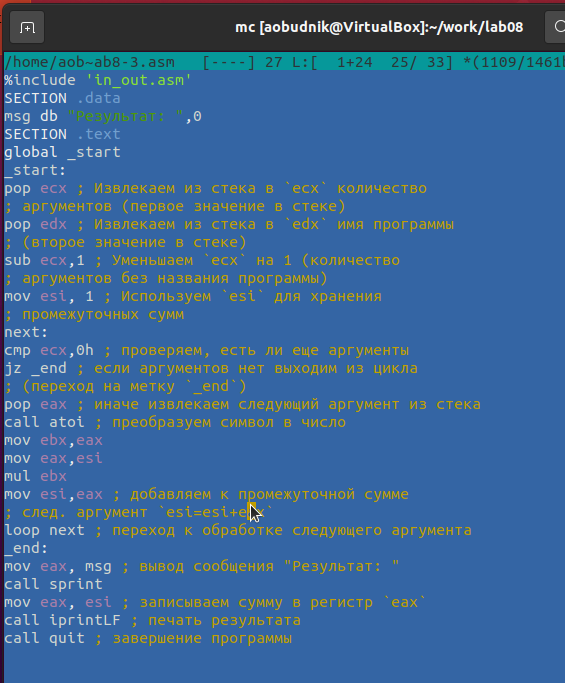 mc [aobudnik@VirtualBox]:~/work/lab08
/home/aob~ab8-3.asm   [----] 27 L:[  1+24  25/ 33] *(1109/1461b
%include 'in_out.asm'
SECTION .data
msg db "Результат: ",0
SECTION .text
global _start
_start:
pop ecx ; Извлекаем из стека в `ecx` количество
; аргументов (первое значение в стеке)
pop edx ; Извлекаем из стека в `edx` имя программы
; (второе значение в стеке)
sub ecx,1 ; Уменьшаем `ecx` на 1 (количество
; аргументов без названия программы)
mov esi, 1 ; Используем `esi` для хранения
; промежуточных сумм
next:
cmp ecx,0h ; проверяем, есть ли еще аргументы
jz _end ; если аргументов нет выходим из цикла
; (переход на метку `_end`)
pop eax ; иначе извлекаем следующий аргумент из стека
call atoi ; преобразуем символ в число
mov ebx,eax
mov eax,esi
mul ebx
mov esi,eax ; добавляем к промежуточной сумме
; след. аргумент `esi=esi+eax`
loop next ; переход к обработке следующего аргумента
_end:
mov eax, msg ; вывод сообщения "Результат: "
call sprint
mov eax, esi ; записываем сумму в регистр `eax`
call iprintLF ; печать результата
call quit ; завершение программы